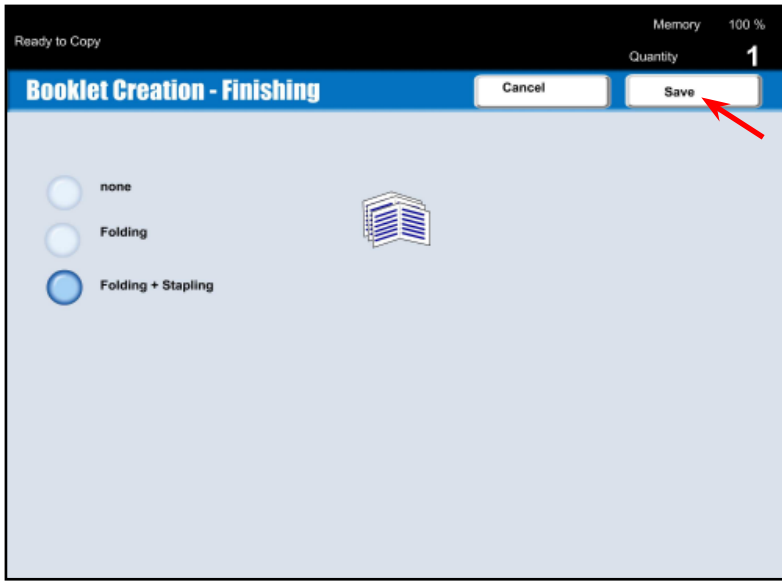 Memory 100 %
Ready to Copy
Quantity 1
Booklet Creation - Finishing Cancel Save
none
Folding
Folding + Stapling